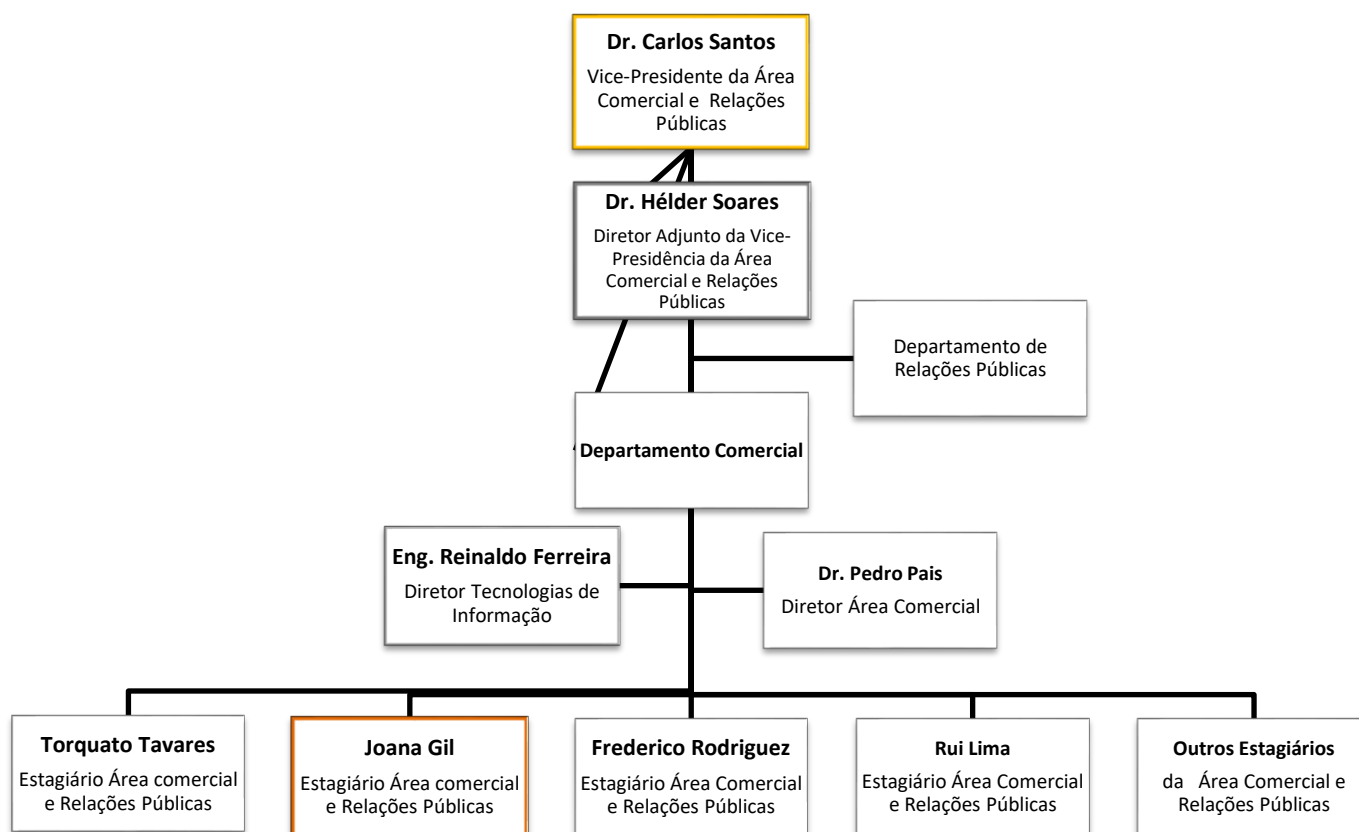 Dr. Carlos Santos
Vice-Presidente da Área
Comercial e Relações
Públicas
Dr. Hélder Soares
Diretor Adjunto da Vice-
Presidência da Área
Comercial e Relações
Públicas
Departamento de
Relações Públicas
Departamento Comercial
Eng. Reinaldo Ferreira
Diretor Tecnologias de
Informação
Dr. Pedro Pais
Diretor Área Comercial
Torquato Tavares
Estagiário Área comercial
e Relações Públicas
Joana Gil
Estagiário Área comercial
e Relações Públicas
Frederico Rodriguez
Estagiário Área Comercial
e Relações Públicas
Rui Lima
Estagiário Área Comercial
e Relações Públicas
Outros Estagiários
da Área Comercial e
Relações Públicas